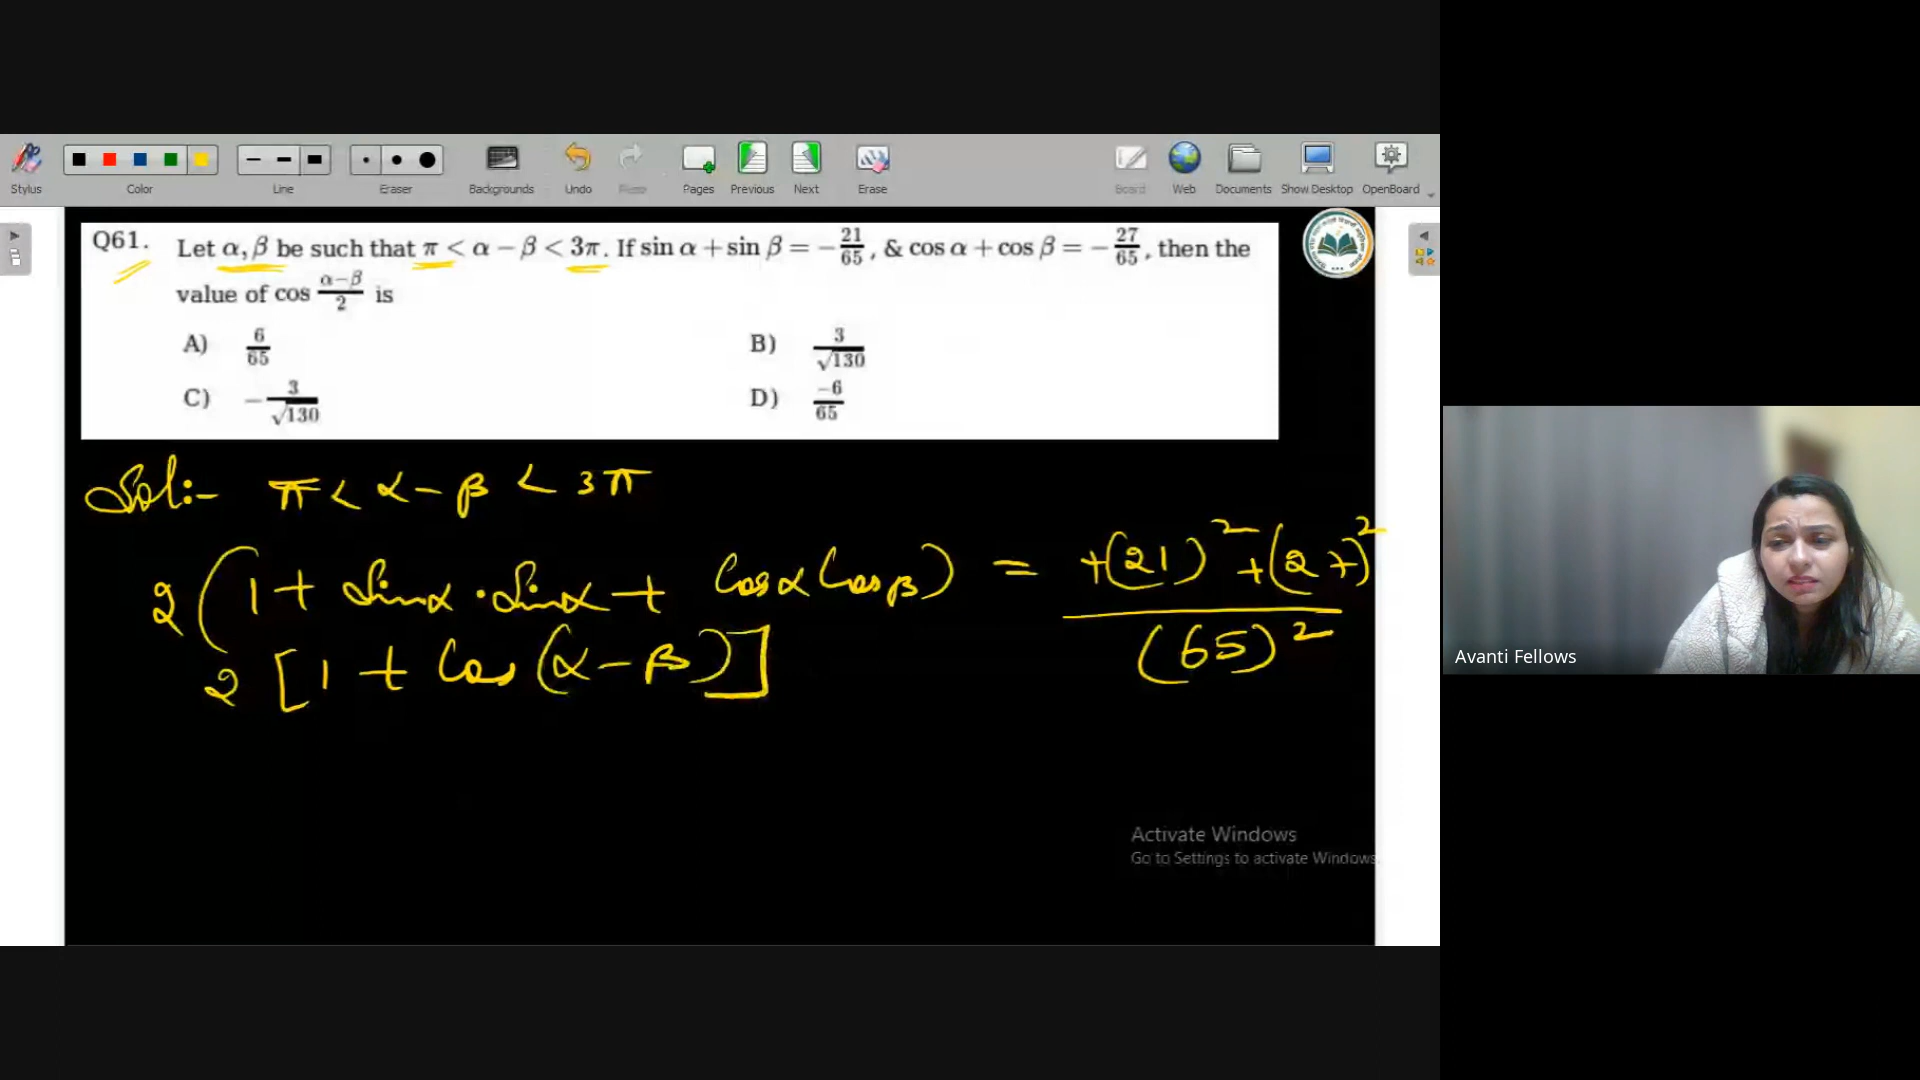 Stylus Color Line Eraser Backgrounds Undo Pages Previous Next Erase Board Web Documents Show Desktop OpenBoard
Q61. Let α, β be such that π < α − β < 3π. If sin α + sin β = −21/65, & cos α + cos β = −27/65, then the
value of cos (α−β)/2 is
A) 6/65 B) 3/√130
C) −3/√130 D) −6/65
Sol:- π < α − β < 3π
2 (1 + Sinα · Sinα + Cosα Cosβ) = +(21)² + (27)² / (65)²
2 [1 + Cos (α − β)]
Avanti Fellows
Activate Windows
Go to Settings to activate Windows.